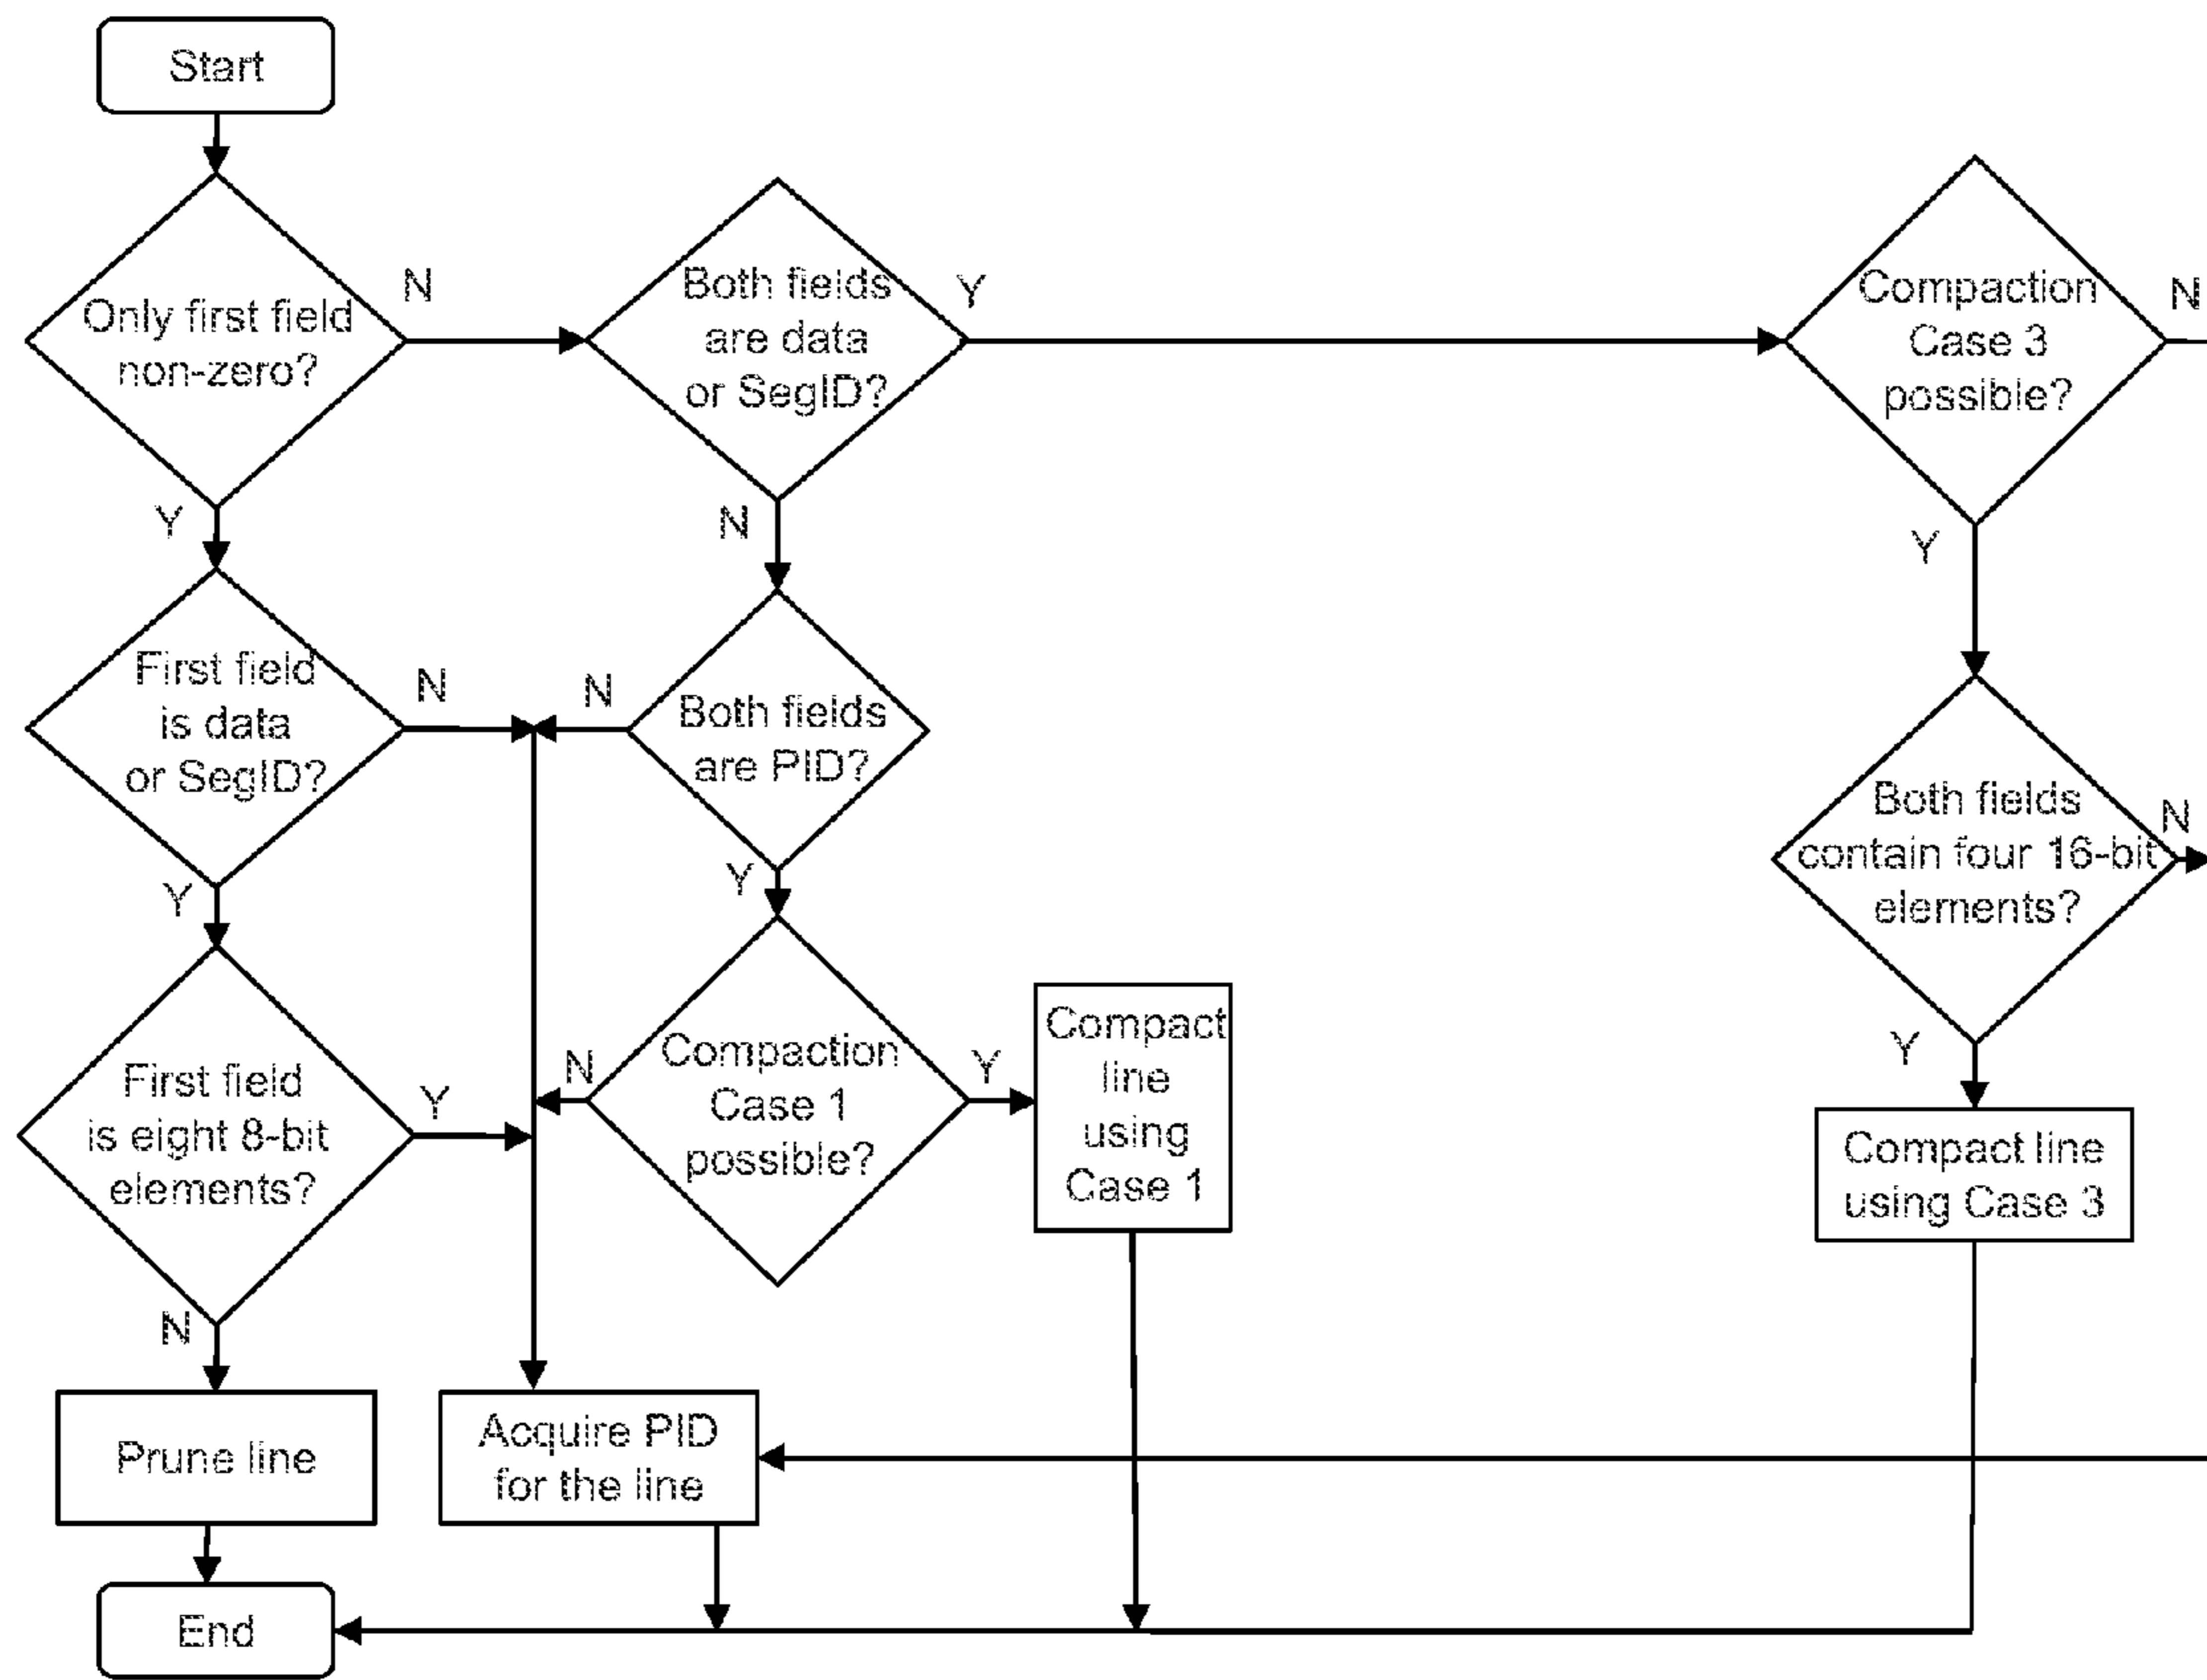 Start
Only first field
non-zero?
N
Y
Both fields
are data
or SegID?
Y
N
Compaction
Case 3
possible?
N
Y
First field
is data
or SegID?
N
Y
Both fields
are PID?
N
Y
Both fields
contain four 16-bit
elements?
N
Y
First field
is eight 8-bit
elements?
Y
N
Compaction
Case 1
possible?
N
Y
Compact
line
using
Case 1
Compact line
using Case 3
Prune line
Acquire PID
for the line
End